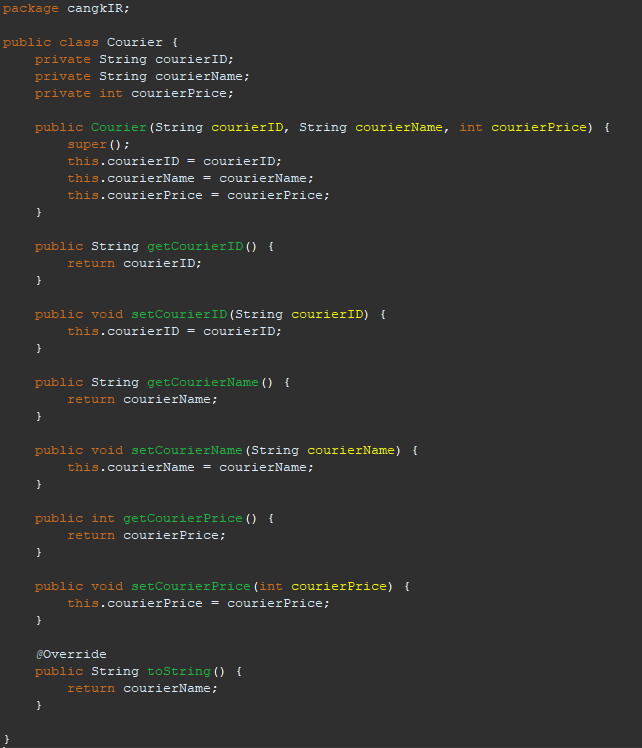 package cangkIR;
public class Courier {
private String courierID;
private String courierName;
private int courierPrice;
public Courier(String courierID, String courierName, int courierPrice) {
super();
this.courierID = courierID;
this.courierName = courierName;
this.courierPrice = courierPrice;
}
public String getCourierID() {
return courierID;
}
public void setCourierID(String courierID) {
this.courierID = courierID;
}
public String getCourierName() {
return courierName;
}
public void setCourierName(String courierName) {
this.courierName = courierName;
}
public int getCourierPrice() {
return courierPrice;
}
public void setCourierPrice(int courierPrice) {
this.courierPrice = courierPrice;
}
@Override
public String toString() {
return courierName;
}
}